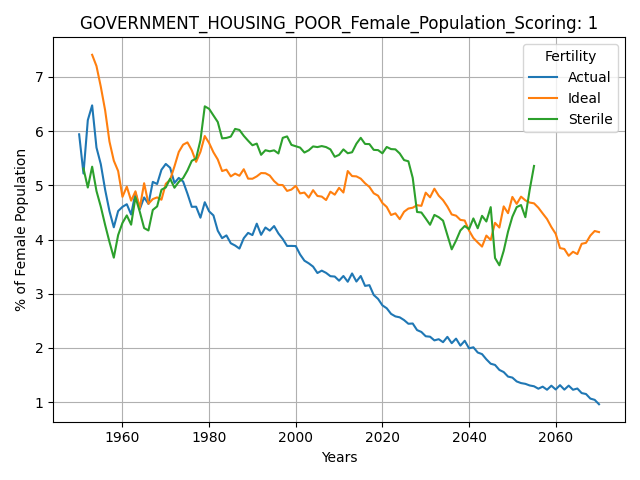 GOVERNMENT_HOUSING_POOR_Female_Population_Scoring: 1
% of Female Population
7
6
5
4
3
2
1
Fertility
Actual
Ideal
Sterile
1960 1980 2000 2020 2040 2060
Years